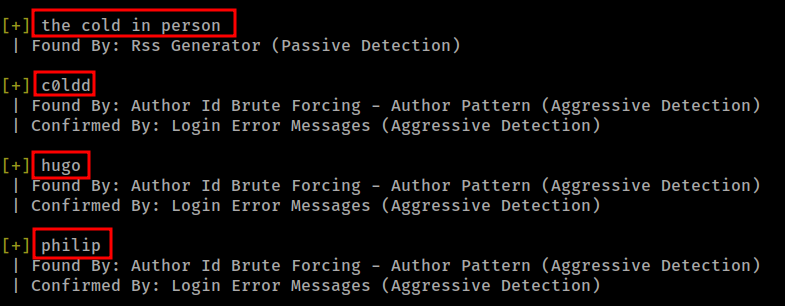 [+] the cold in person
| Found By: Rss Generator (Passive Detection)
[+] c0ldd
| Found By: Author Id Brute Forcing - Author Pattern (Aggressive Detection)
| Confirmed By: Login Error Messages (Aggressive Detection)
[+] hugo
| Found By: Author Id Brute Forcing - Author Pattern (Aggressive Detection)
| Confirmed By: Login Error Messages (Aggressive Detection)
[+] philip
| Found By: Author Id Brute Forcing - Author Pattern (Aggressive Detection)
| Confirmed By: Login Error Messages (Aggressive Detection)